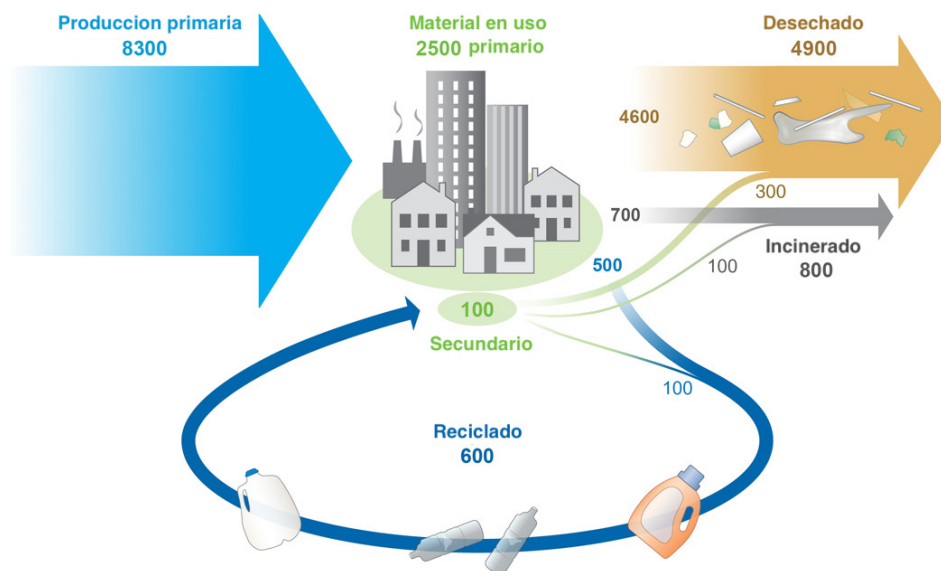 Produccion primaria
8300
Material en uso
2500 primario
Desechado
4900
4600
300
700
Incinerado
800
500
100
100
Secundario
100
Reciclado
600